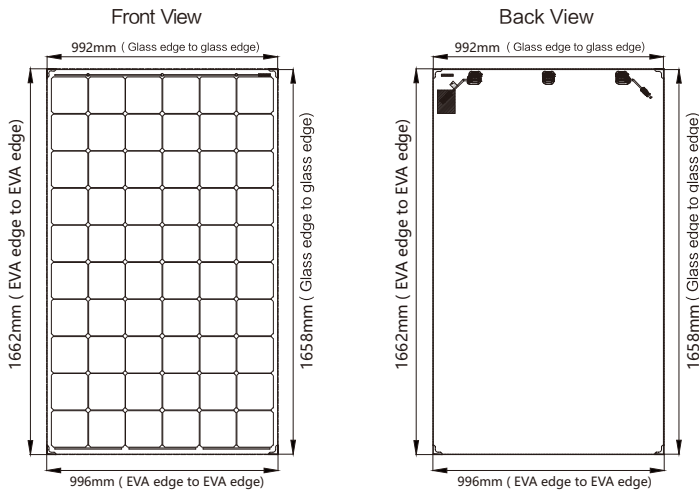 Front View
Back View
992mm ( Glass edge to glass edge)
992mm ( Glass edge to glass edge)
1662mm ( EVA edge to EVA edge)
1658mm ( Glass edge to glass edge)
1662mm ( EVA edge to EVA edge)
1658mm ( Glass edge to glass edge)
996mm ( EVA edge to EVA edge)
996mm ( EVA edge to EVA edge)